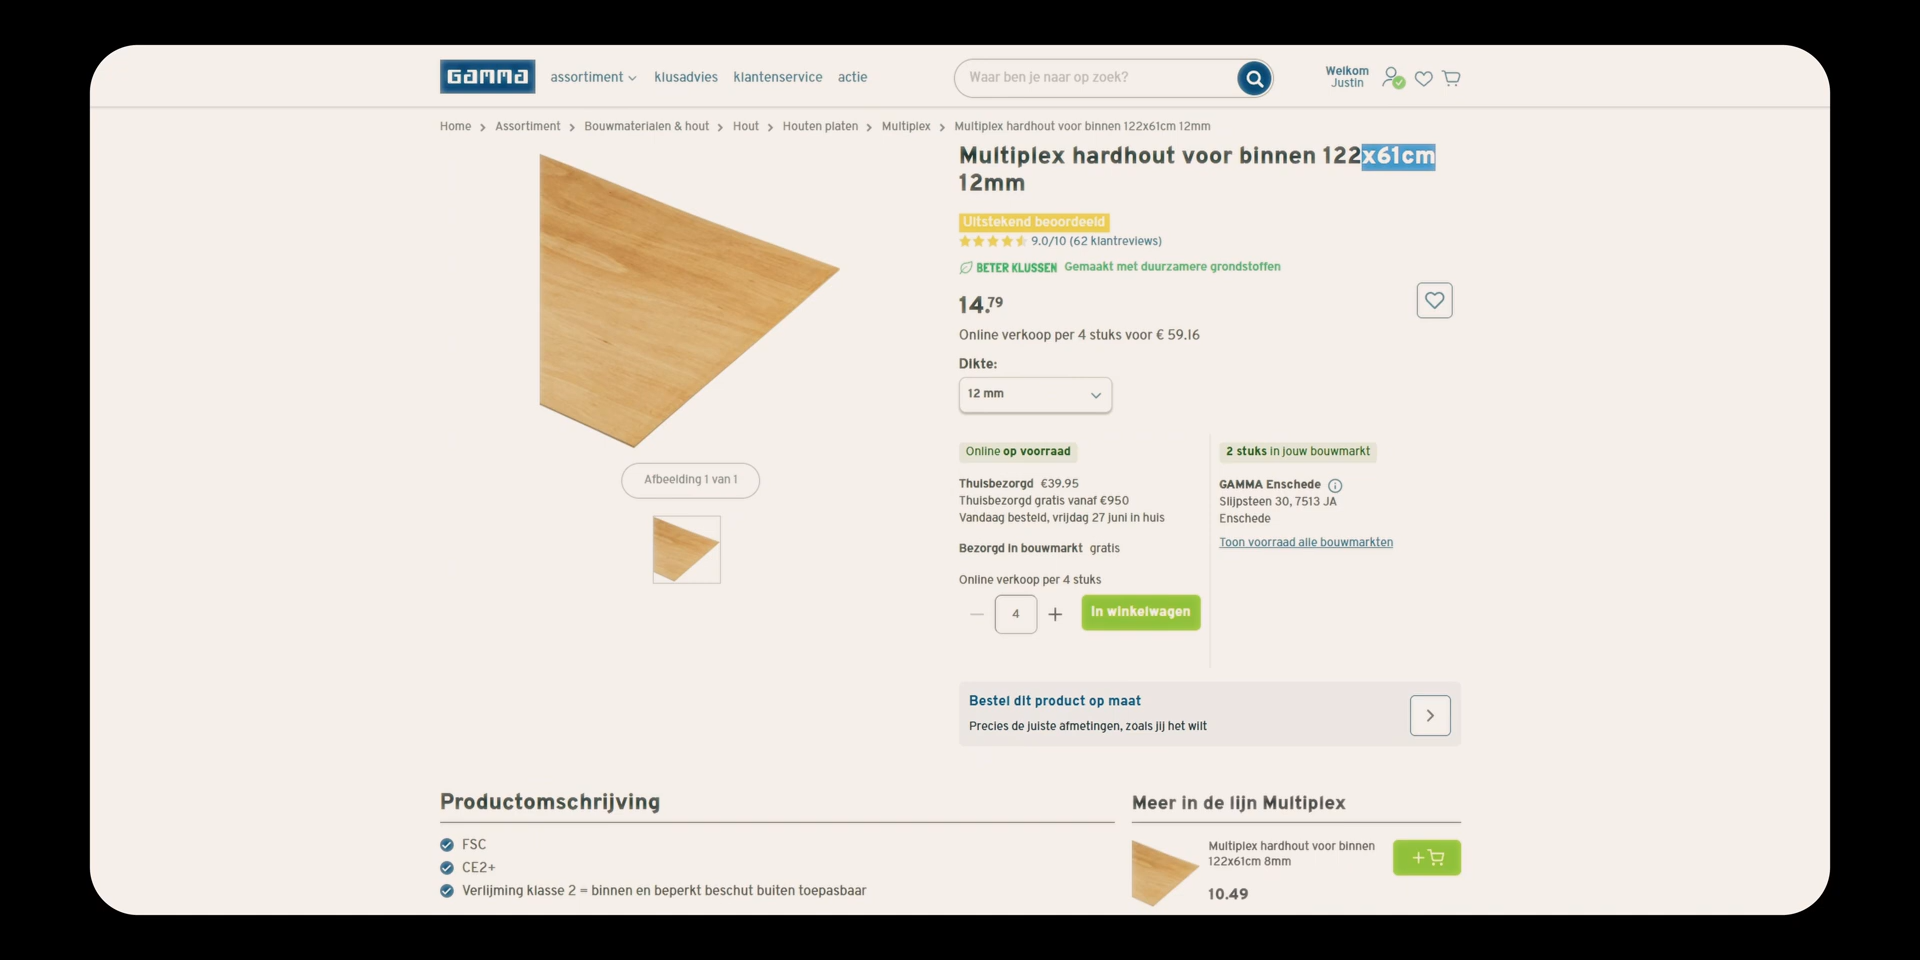 GAMMA
assortiment
klusadvies
klantenservice
actie
Waar ben je naar op zoek?
Welkom
Justin
Home > Assortiment > Bouwmaterialen & hout > Hout > Houten platen > Multiplex > Multiplex hardhout voor binnen 122x61cm 12mm
Multiplex hardhout voor binnen 122x61cm
12mm
Uitstekend beoordeeld
9.0/10 (62 klantreviews)
BETER KLUSSEN Gemaakt met duurzamere grondstoffen
14.79
Online verkoop per 4 stuks voor € 59.16
Dikte:
12 mm
Afbeelding 1 van 1
Online op voorraad
Thuisbezorgd €39.95
Thuisbezorgd gratis vanaf €950
Vandaag besteld, vrijdag 27 juni in huis
Bezorgd in bouwmarkt gratis
Online verkoop per 4 stuks
4
In winkelwagen
2 stuks in jouw bouwmarkt
GAMMA Enschede
Slijpsteen 30, 7513 JA
Enschede
Toon voorraad alle bouwmarkten
Bestel dit product op maat
Precies de juiste afmetingen, zoals jij het wilt
Productomschrijving
FSC
CE2+
Verlijming klasse 2 = binnen en beperkt beschut buiten toepasbaar
Meer in de lijn Multiplex
Multiplex hardhout voor binnen
122x61cm 8mm
10.49